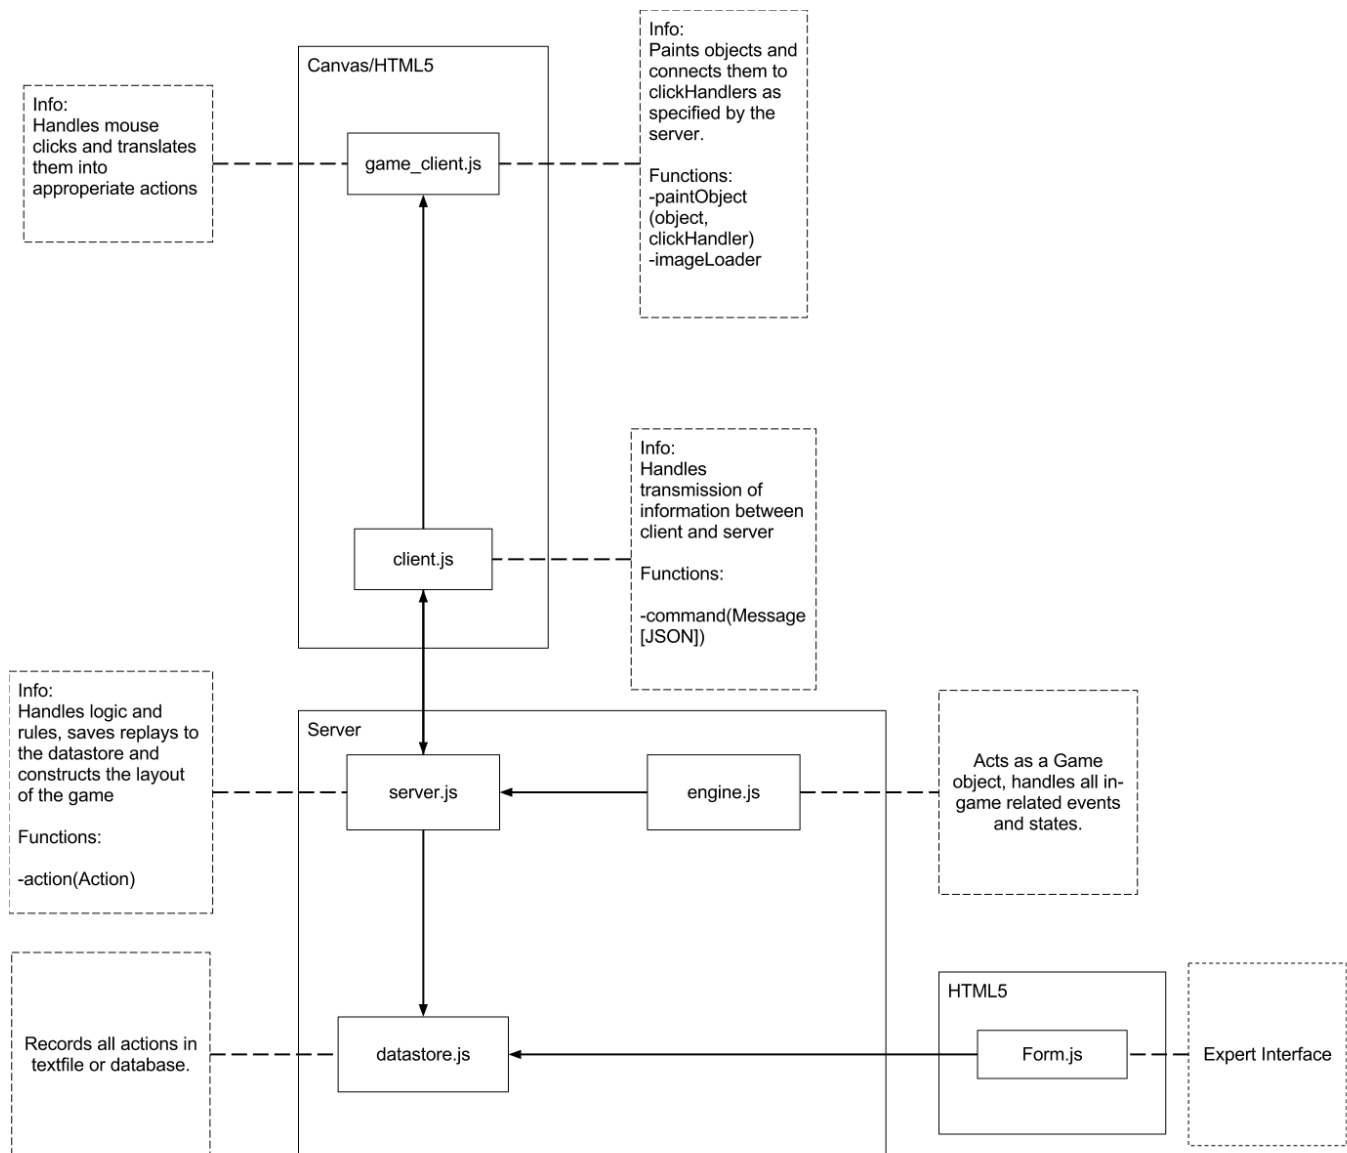 Info:
Paints objects and
connects them to
clickHandlers as
specified by the
server.
Functions:
-paintObject
(object,
clickHandler)
-imageLoader
Canvas/HTML5
Info:
Handles mouse
clicks and translates
them into
approperiate actions
game_client.js
Info:
Handles
transmission of
information between
client and server
Functions:
-command(Message
[JSON])
client.js
Info:
Handles logic and
rules, saves replays to
the datastore and
constructs the layout
of the game
Functions:
-action(Action)
Server
server.js
engine.js
Acts as a Game
object, handles all in-
game related events
and states.
Records all actions in
textfile or database.
datastore.js
HTML5
Form.js
Expert Interface